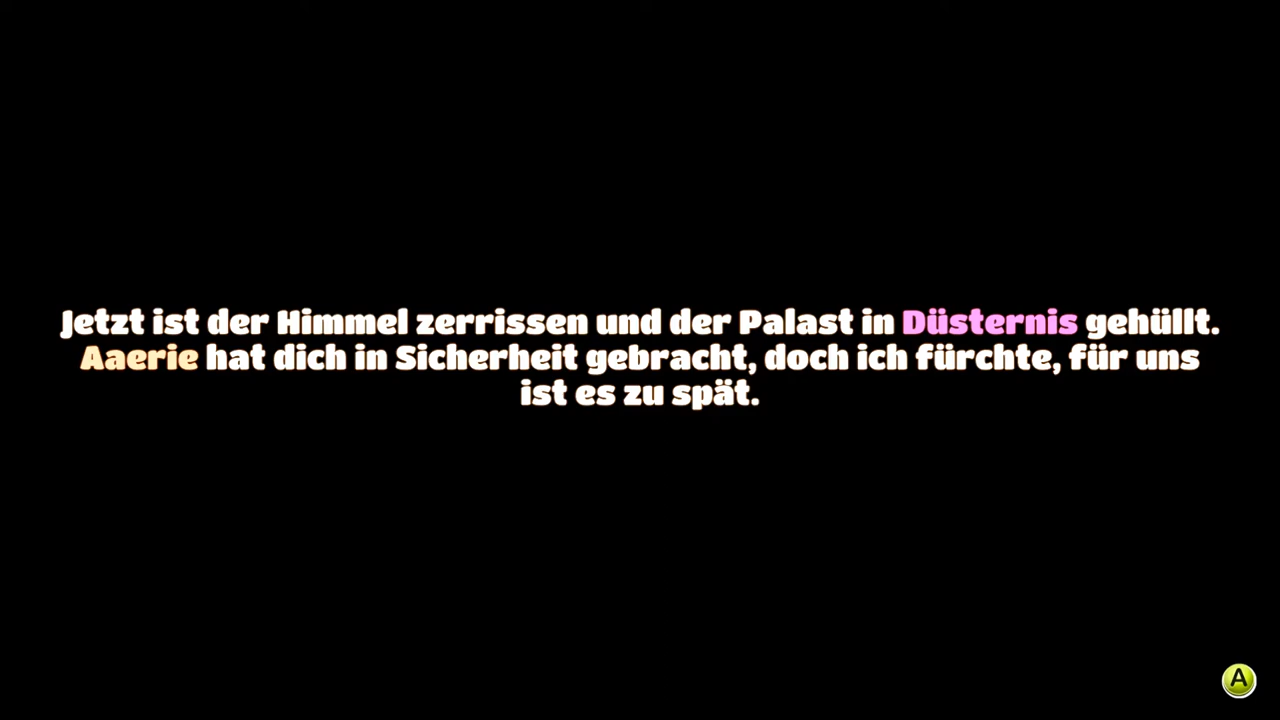 Jetzt ist der Himmel zerrissen und der Palast in Düsternis gehüllt.
Aaerie hat dich in Sicherheit gebracht, doch ich fürchte, für uns
ist es zu spät.
A